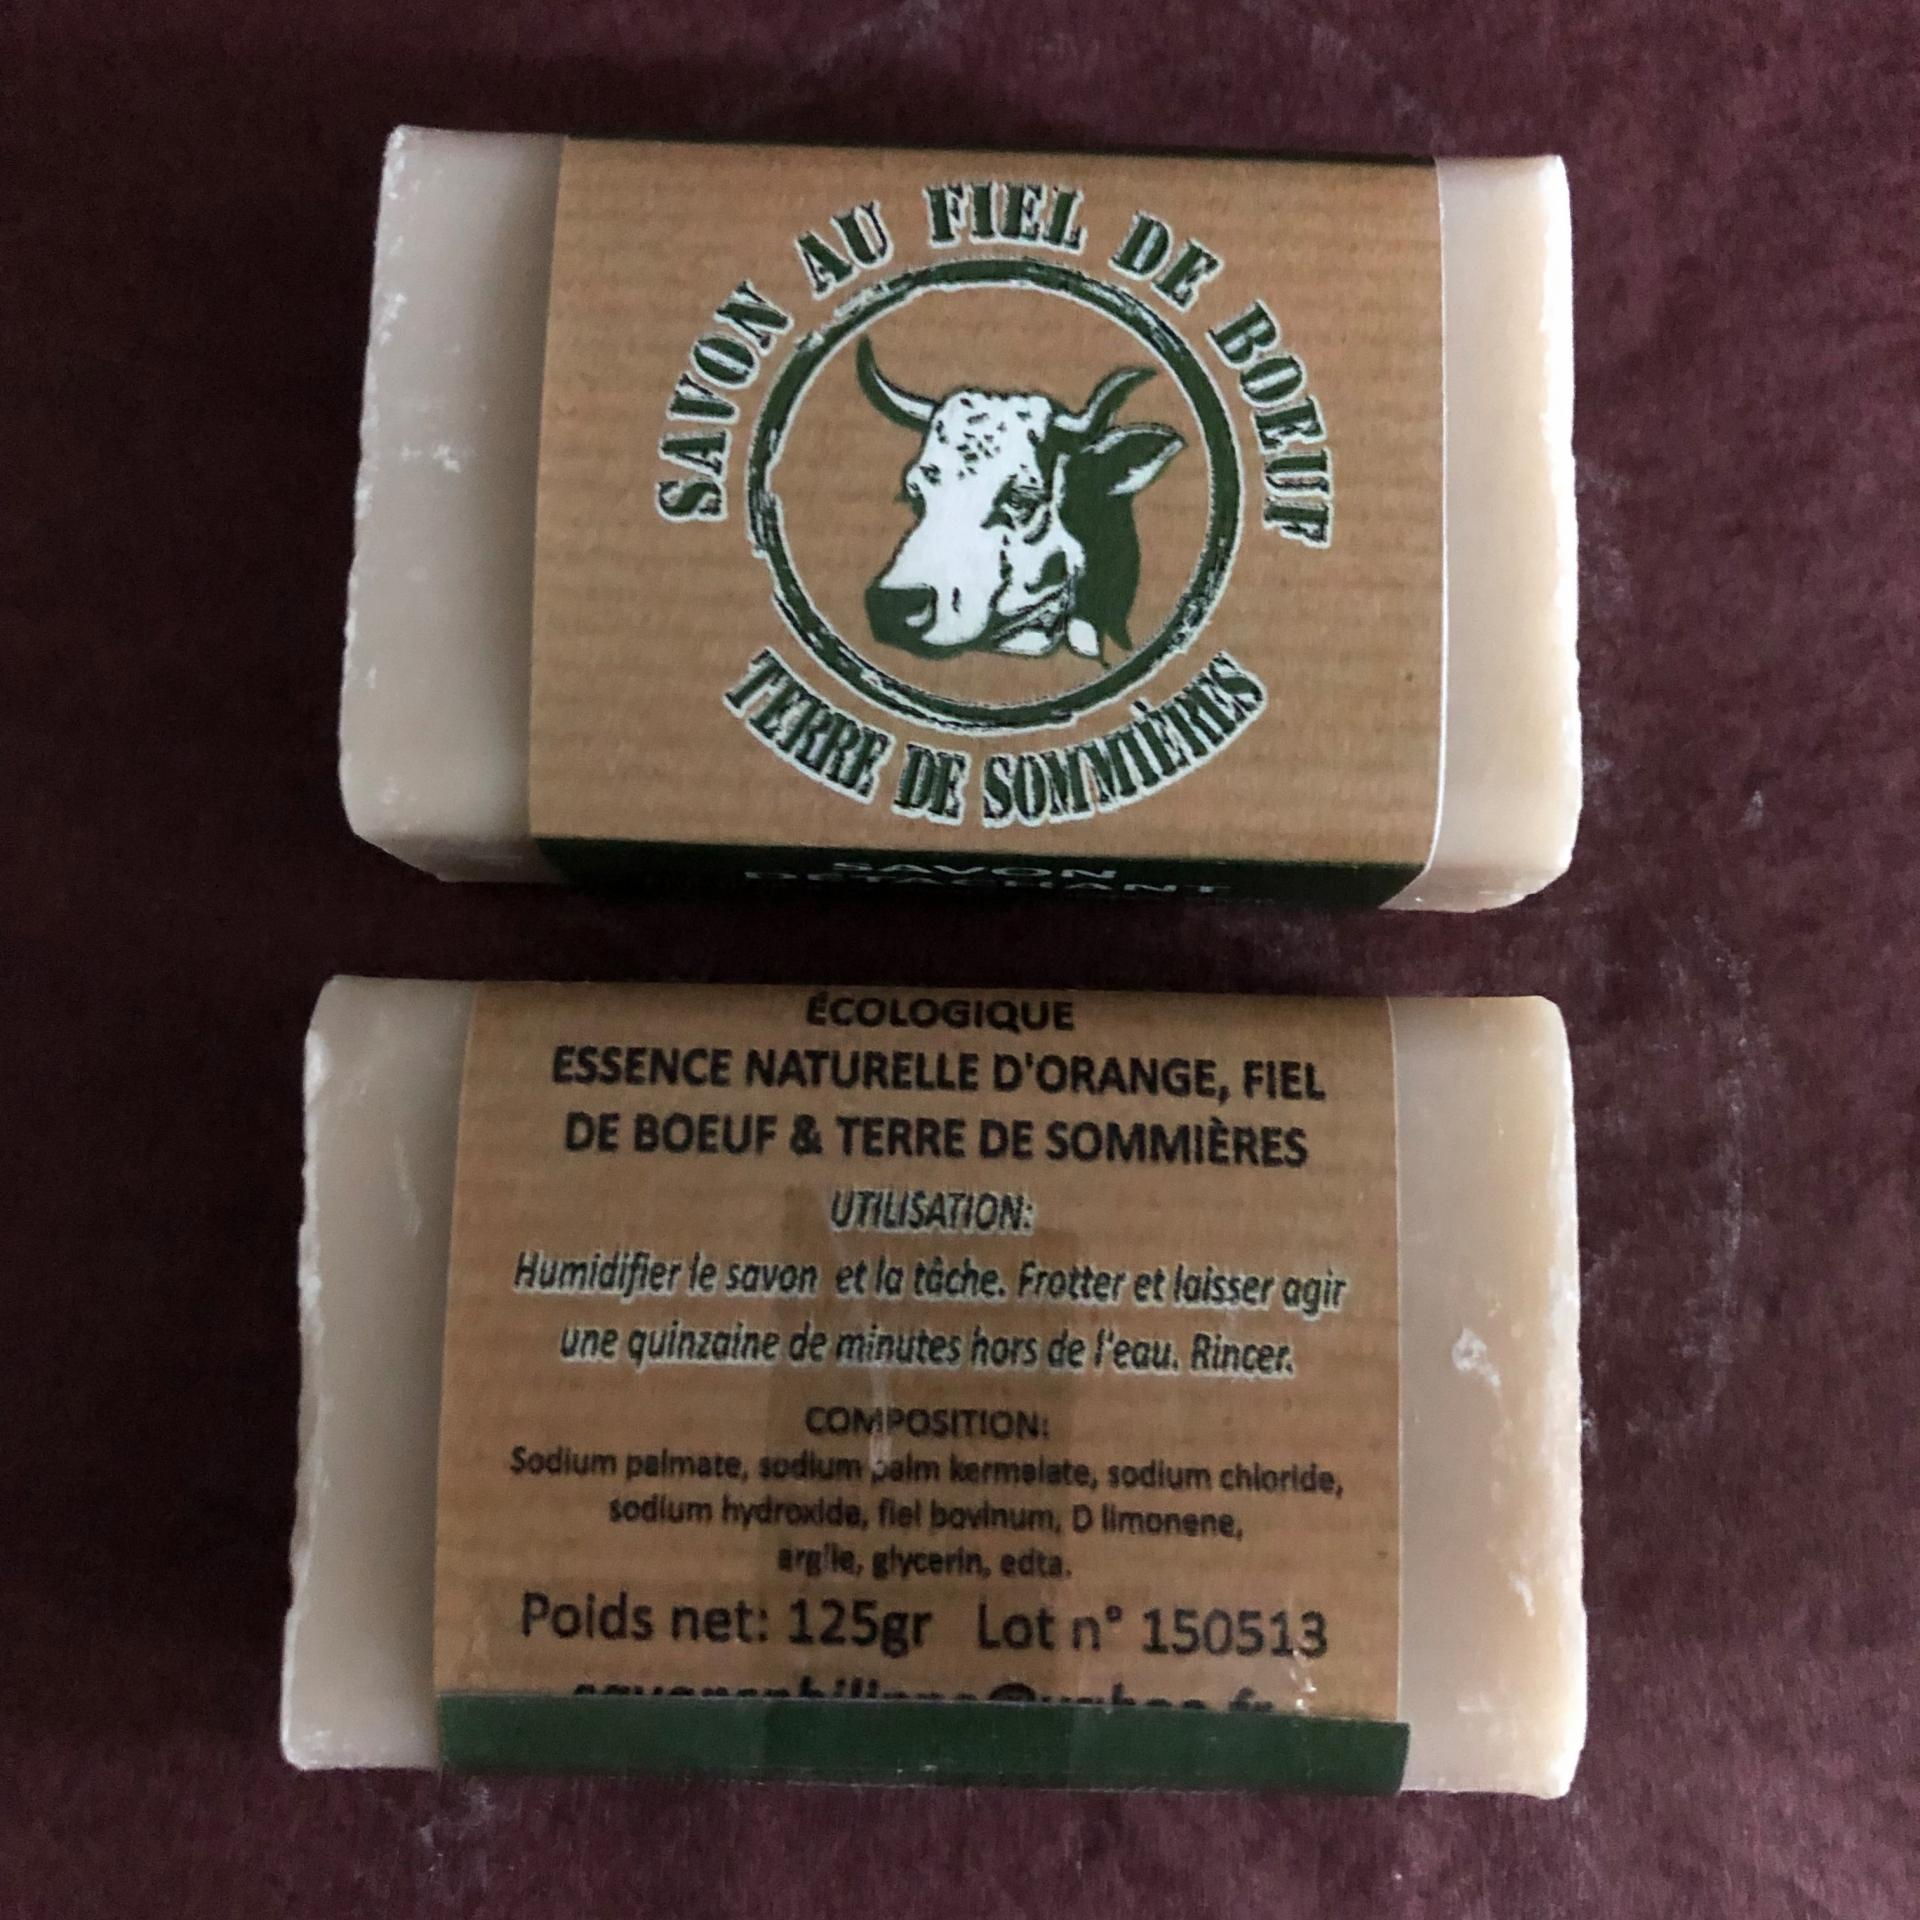 SAVON AU FIEL DE BOEUF
TERRE DE SOMMIÈRES
SAVON
DÉTACHANT
ÉCOLOGIQUE
ESSENCE NATURELLE D'ORANGE, FIEL
DE BOEUF & TERRE DE SOMMIÈRES
UTILISATION:
Humidifier le savon et la tâche. Frotter et laisser agir
une quinzaine de minutes hors de l'eau. Rincer.
COMPOSITION:
Sodium palmate, sodium palm kermelate, sodium chloride,
sodium hydroxide, fiel bovinum, D limonene,
argile, glycerin, edta.
Poids net: 125gr Lot n° 150513